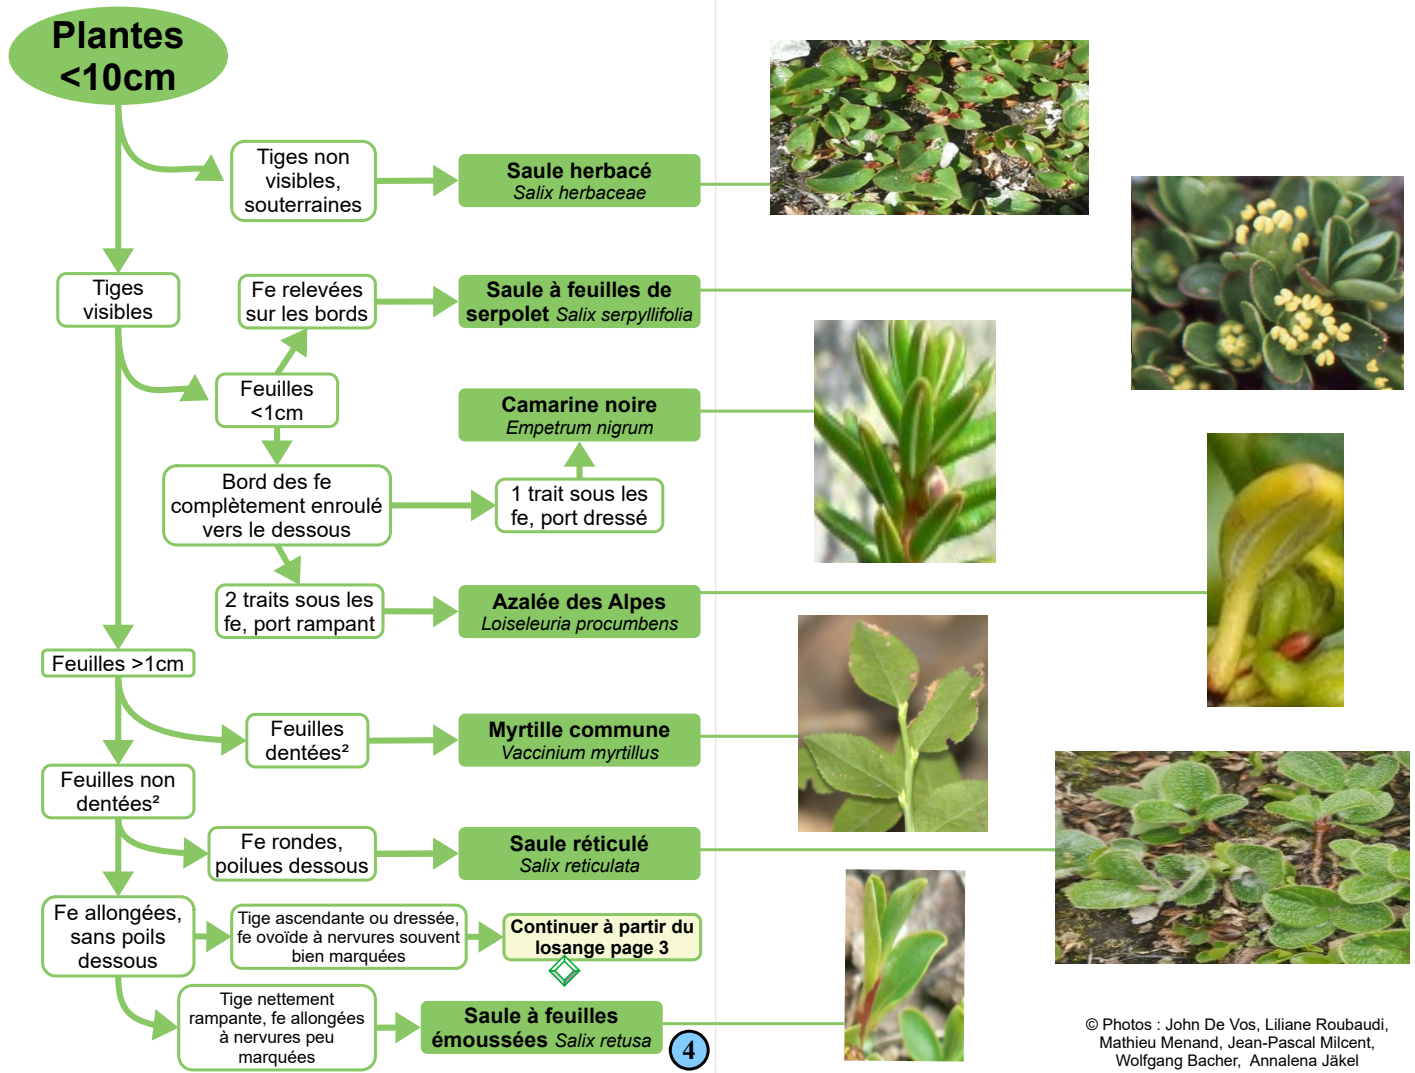 Plantes
<10cm
Tiges non
visibles,
souterraines
Saule herbacé
Salix herbaceae
Tiges
visibles
Fe relevées
sur les bords
Saule à feuilles de
serpolet Salix serpyllifolia
Feuilles
<1cm
Camarine noire
Empetrum nigrum
Bord des fe
complètement enroulé
vers le dessous
1 trait sous les
fe, port dressé
2 traits sous les
fe, port rampant
Azalée des Alpes
Loiseleuria procumbens
Feuilles >1cm
Feuilles
dentées²
Myrtille commune
Vaccinium myrtillus
Feuilles non
dentées²
Fe rondes,
poilues dessous
Saule réticulé
Salix reticulata
Fe allongées,
sans poils
dessous
Tige ascendante ou dressée,
fe ovoïde à nervures souvent
bien marquées
Continuer à partir du
losange page 3
Tige nettement
rampante, fe allongées
à nervures peu
marquées
Saule à feuilles
émoussées Salix retusa
4
© Photos : John De Vos, Liliane Roubaudi,
Mathieu Menand, Jean-Pascal Milcent,
Wolfgang Bacher, Annalena Jäkel